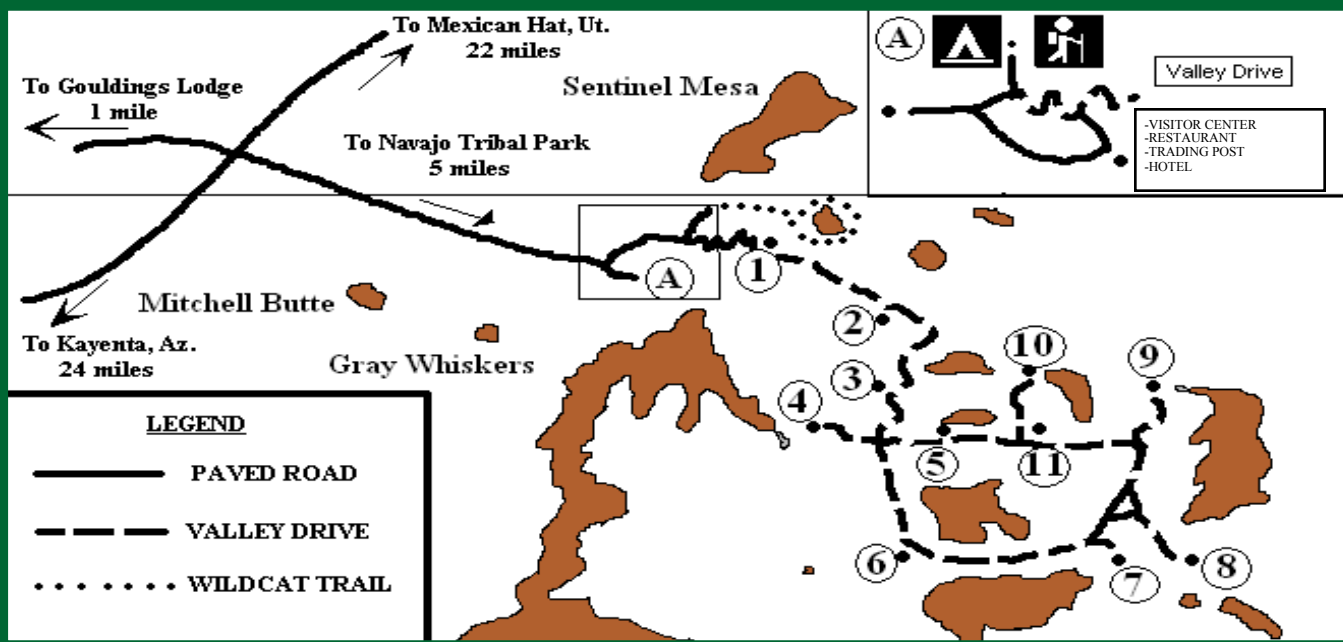 To Mexican Hat, Ut.
22 miles
To Gouldings Lodge
1 mile
To Navajo Tribal Park
5 miles
Sentinel Mesa
A
Valley Drive
-VISITOR CENTER
-RESTAURANT
-TRADING POST
-HOTEL
A
1
Mitchell Butte
To Kayenta, Az.
24 miles
Gray Whiskers
2
3
4
5
6
7
8
9
10
11
LEGEND
PAVED ROAD
VALLEY DRIVE
WILDCAT TRAIL